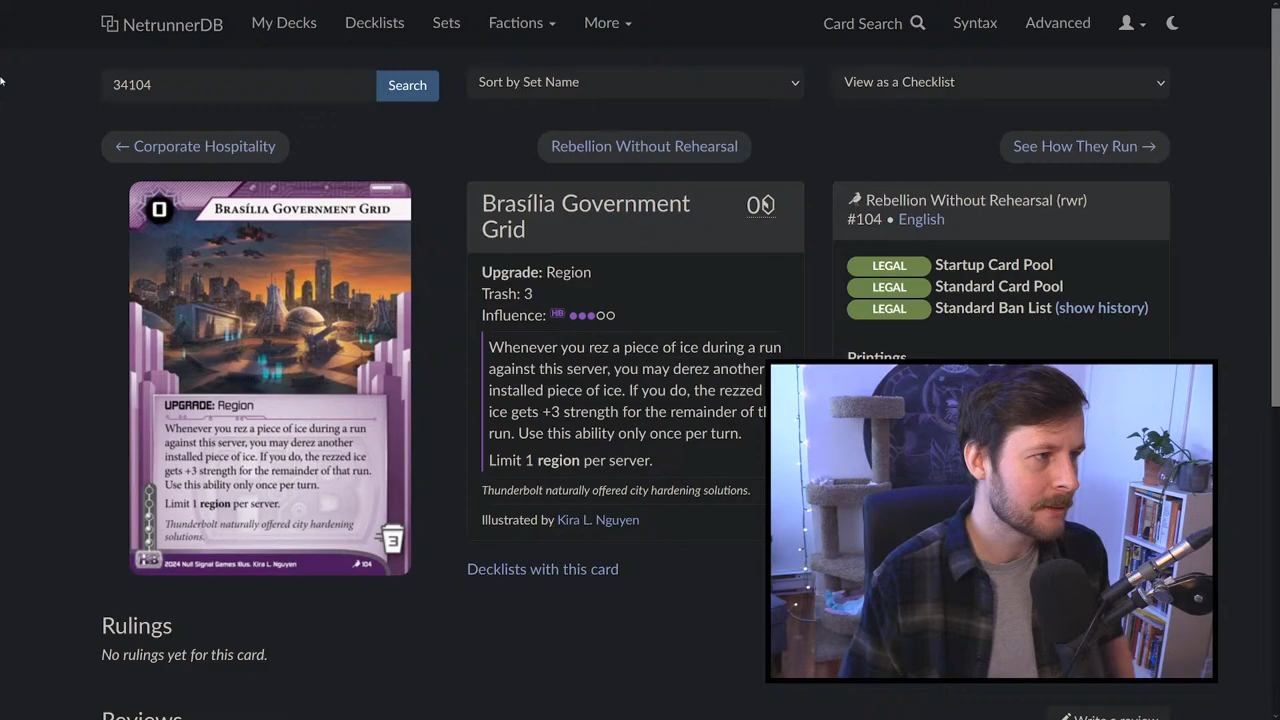 NetrunnerDB My Decks Decklists Sets Factions More Card Search Syntax Advanced
34104 Search Sort by Set Name View as a Checklist
← Corporate Hospitality Rebellion Without Rehearsal See How They Run →
0 BRASÍLIA GOVERNMENT GRID
UPGRADE: Region
Whenever you rez a piece of ice during a run
against this server, you may derez another
installed piece of ice. If you do, the rezzed ice
gets +3 strength for the remainder of that run.
Use this ability only once per turn.
Limit 1 region per server.
Thunderbolt naturally offered city hardening
solutions.
3
HB 2024 Null Signal Games Illus. Kira L. Nguyen 104
Brasília Government
Grid
Upgrade: Region
Trash: 3
Influence: HB
Whenever you rez a piece of ice during a run
against this server, you may derez another
installed piece of ice. If you do, the rezzed
ice gets +3 strength for the remainder of
run. Use this ability only once per turn.
Limit 1 region per server.
Thunderbolt naturally offered city hardening solutions.
Illustrated by Kira L. Nguyen
Decklists with this card
Rebellion Without Rehearsal (rwr)
#104 • English
LEGAL Startup Card Pool
LEGAL Standard Card Pool
LEGAL Standard Ban List (show history)
Printings
Rulings
No rulings yet for this card.
Reviews
Write a review